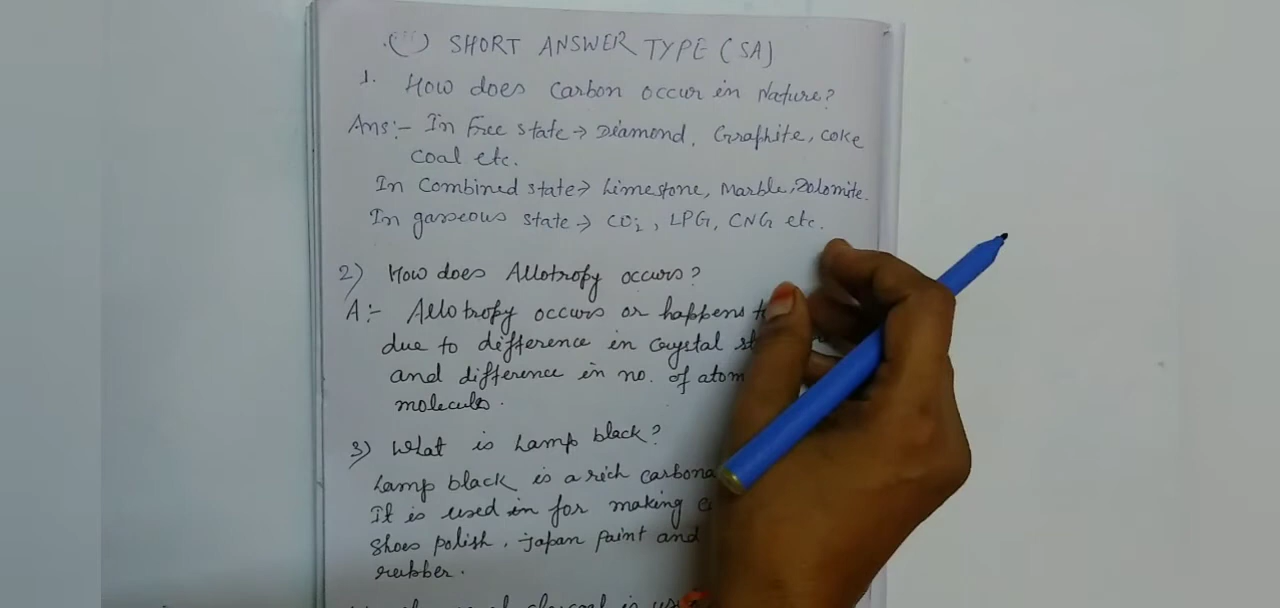 SHORT ANSWER TYPE (SA)
1. How does Carbon occur in Nature?
Ans:- In Free state → Diamond, Graphite, Coke
Coal etc.
In Combined state → Limestone, Marble, Dolomite.
In gaseous state → CO2, LPG, CNG etc.
2) How does Allotropy occurs?
A:- Allotropy occurs or happens
due to difference in Crystal
and difference in no. of atom
molecule.
3) What is Lamp black?
Lamp black is a rich
It is used in for making
Shoes polish, japan paint and
rubber.